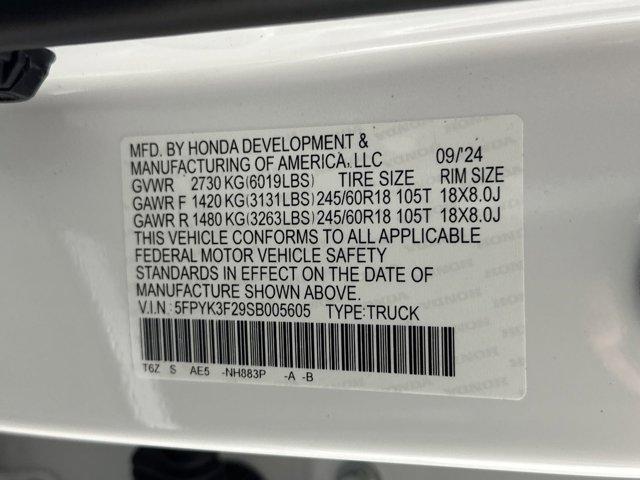 MFD. BY HONDA DEVELOPMENT &
MANUFACTURING OF AMERICA, LLC 09/'24
GVWR 2730 KG(6019LBS) TIRE SIZE RIM SIZE
GAWR F 1420 KG(3131LBS) 245/60R18 105T 18X8.0J
GAWR R 1480 KG(3263LBS) 245/60R18 105T 18X8.0J
THIS VEHICLE CONFORMS TO ALL APPLICABLE
FEDERAL MOTOR VEHICLE SAFETY
STANDARDS IN EFFECT ON THE DATE OF
MANUFACTURE SHOWN ABOVE.
V.I.N.: 5FPYK3F29SB005605 TYPE:TRUCK
T6Z S AE5 -NH883P -A -B